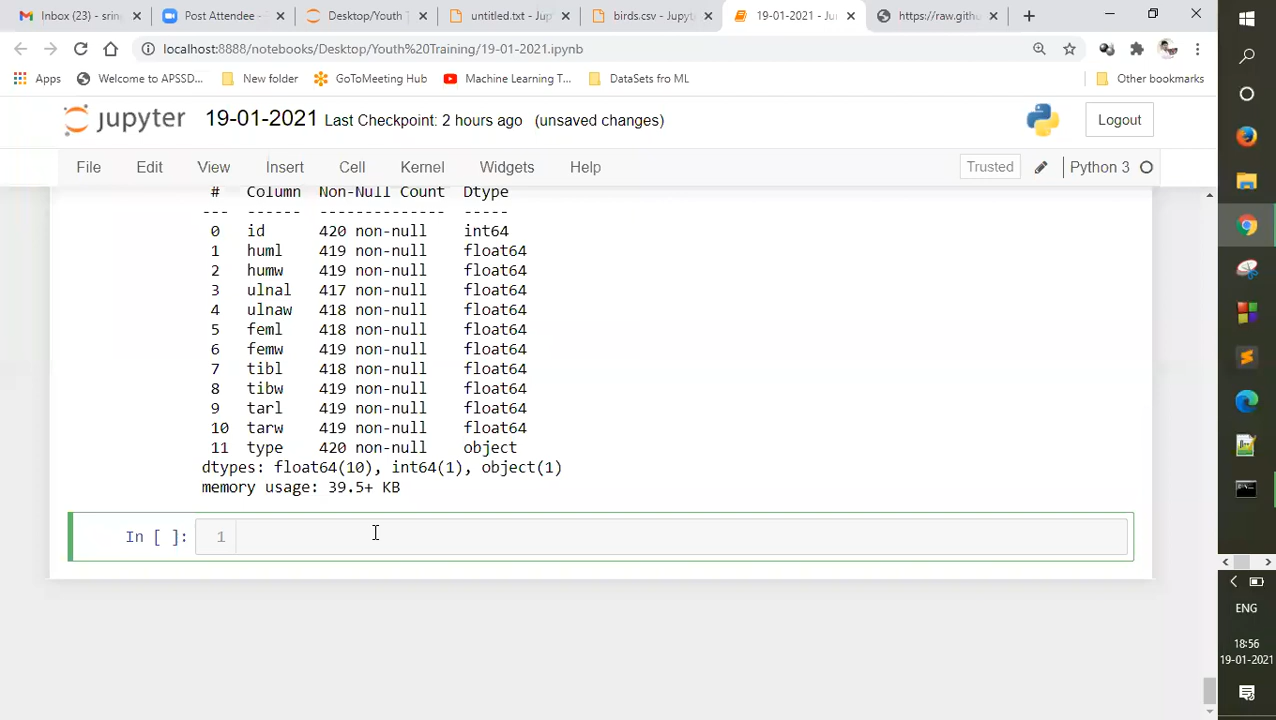 Inbox (23) - srin
Post Attendee -
Desktop/Youth T
untitled.txt - Jup
birds.csv - Jupyte
19-01-2021 - Ju
https://raw.githu
localhost:8888/notebooks/Desktop/Youth%20Training/19-01-2021.ipynb
Apps
Welcome to APSSD...
New folder
GoToMeeting Hub
Machine Learning T...
DataSets fro ML
Other bookmarks
jupyter 19-01-2021 Last Checkpoint: 2 hours ago (unsaved changes)
Logout
File Edit View Insert Cell Kernel Widgets Help
Trusted
Python 3
# Column Non-Null Count Dtype
--- ------ -------------- -----
0 id 420 non-null int64
1 huml 419 non-null float64
2 humw 419 non-null float64
3 ulnal 417 non-null float64
4 ulnaw 418 non-null float64
5 feml 418 non-null float64
6 femw 419 non-null float64
7 tibl 418 non-null float64
8 tibw 419 non-null float64
9 tarl 419 non-null float64
10 tarw 419 non-null float64
11 type 420 non-null object
dtypes: float64(10), int64(1), object(1)
memory usage: 39.5+ KB
In [ ]: 1
ENG
18:56
19-01-2021